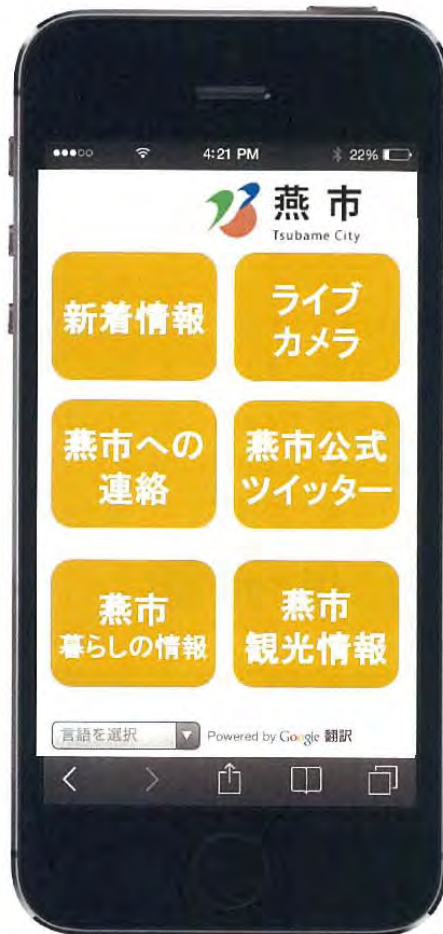 4:21 PM
22%
燕市
Tsubame City
新着情報
ライブ
カメラ
燕市への
連絡
燕市公式
ツイッター
燕市
暮らしの情報
燕市
観光情報
言語を選択
Powered by Google 翻訳